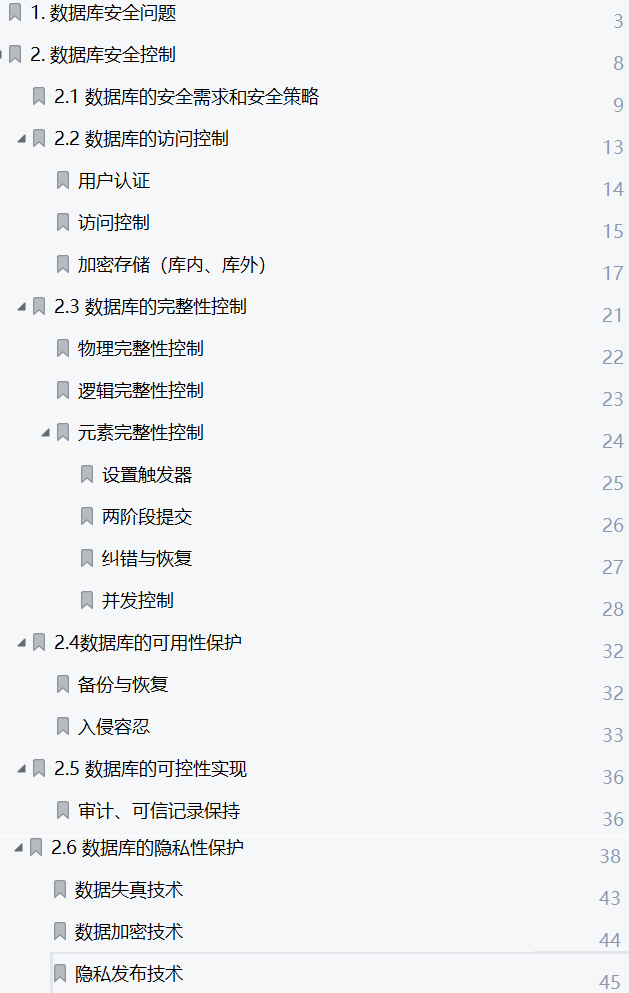 1. 数据库安全问题 3
2. 数据库安全控制 8
2.1 数据库的安全需求和安全策略 9
2.2 数据库的访问控制 13
用户认证 14
访问控制 15
加密存储（库内、库外） 17
2.3 数据库的完整性控制 21
物理完整性控制 22
逻辑完整性控制 23
元素完整性控制 24
设置触发器 25
两阶段提交 26
纠错与恢复 27
并发控制 28
2.4数据库的可用性保护 32
备份与恢复 32
入侵容忍 33
2.5 数据库的可控性实现 36
审计、可信记录保持 36
2.6 数据库的隐私性保护 38
数据失真技术 43
数据加密技术 44
隐私发布技术 45